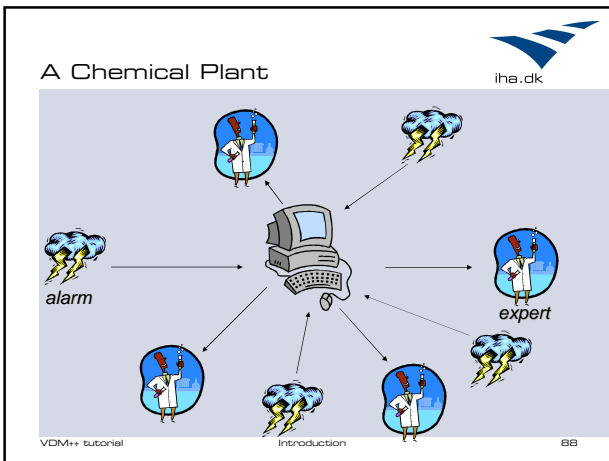 iha.dk
A Chemical Plant
alarm
expert
VDM++ tutorial Introduction 88